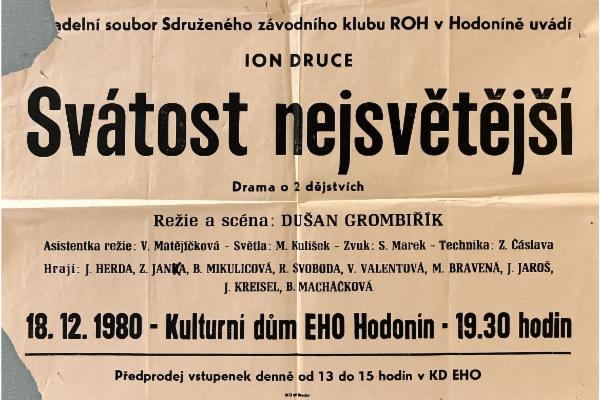 adelní soubor Sdruženého závodního klubu ROH v Hodoníně uvádí
ION DRUCE
Svátost nejsvětější
Drama o 2 dějstvích
Režie a scéna: DUŠAN GROMBIŘÍK
Asistentka režie: V. Matějíčková - Světla: M. Kulíšek - Zvuk: S. Marek - Technika: Z. Čáslava
Hrají: J. HERDA, Z. JANKA, B. MIKULICOVÁ, R. SVOBODA, V. VALENTOVÁ, M. BRAVENÁ, J. JAROŠ,
J. KREISEL, B. MACHÁČKOVÁ
18. 12. 1980 - Kulturní dům EHO Hodonín - 19.30 hodin
Předprodej vstupenek denně od 13 do 15 hodin v KD EHO